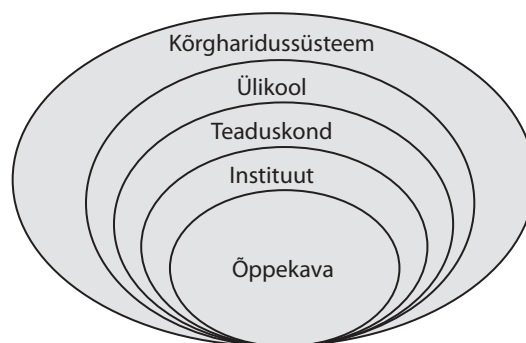 Kõrgharidussüsteem
Ülikool
Teaduskond
Instituut
Õppekava